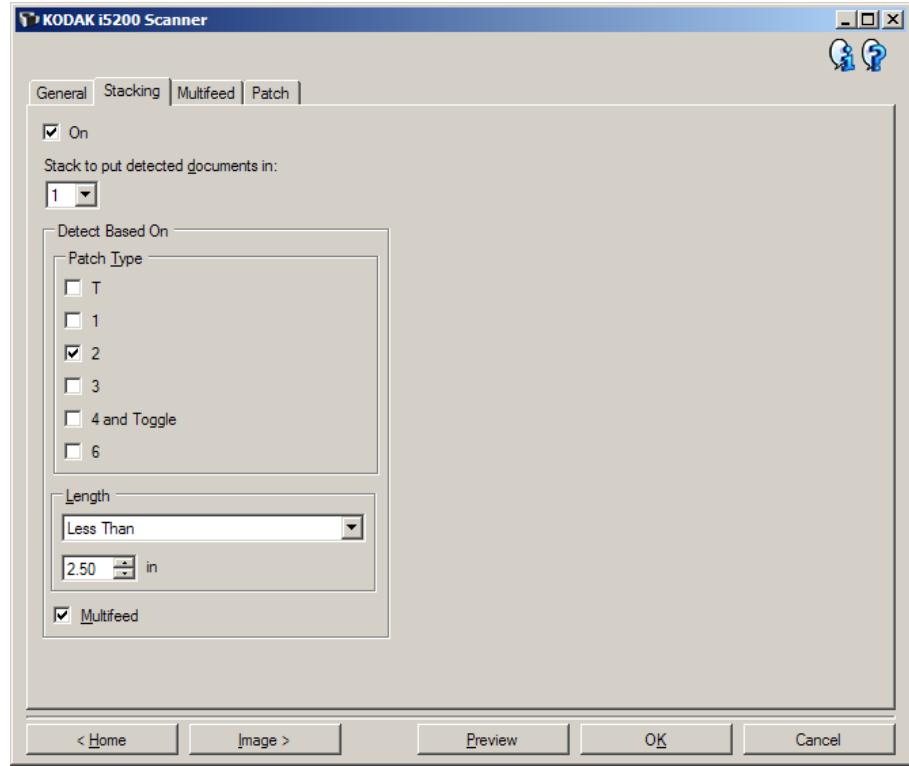 KODAK i5200 Scanner
General Stacking Multifeed Patch
On
Stack to put detected documents in:
1
Detect Based On
Patch Type
T
1
2
3
4 and Toggle
6
Length
Less Than
2.50 in
Multifeed
< Home Image > Preview OK Cancel